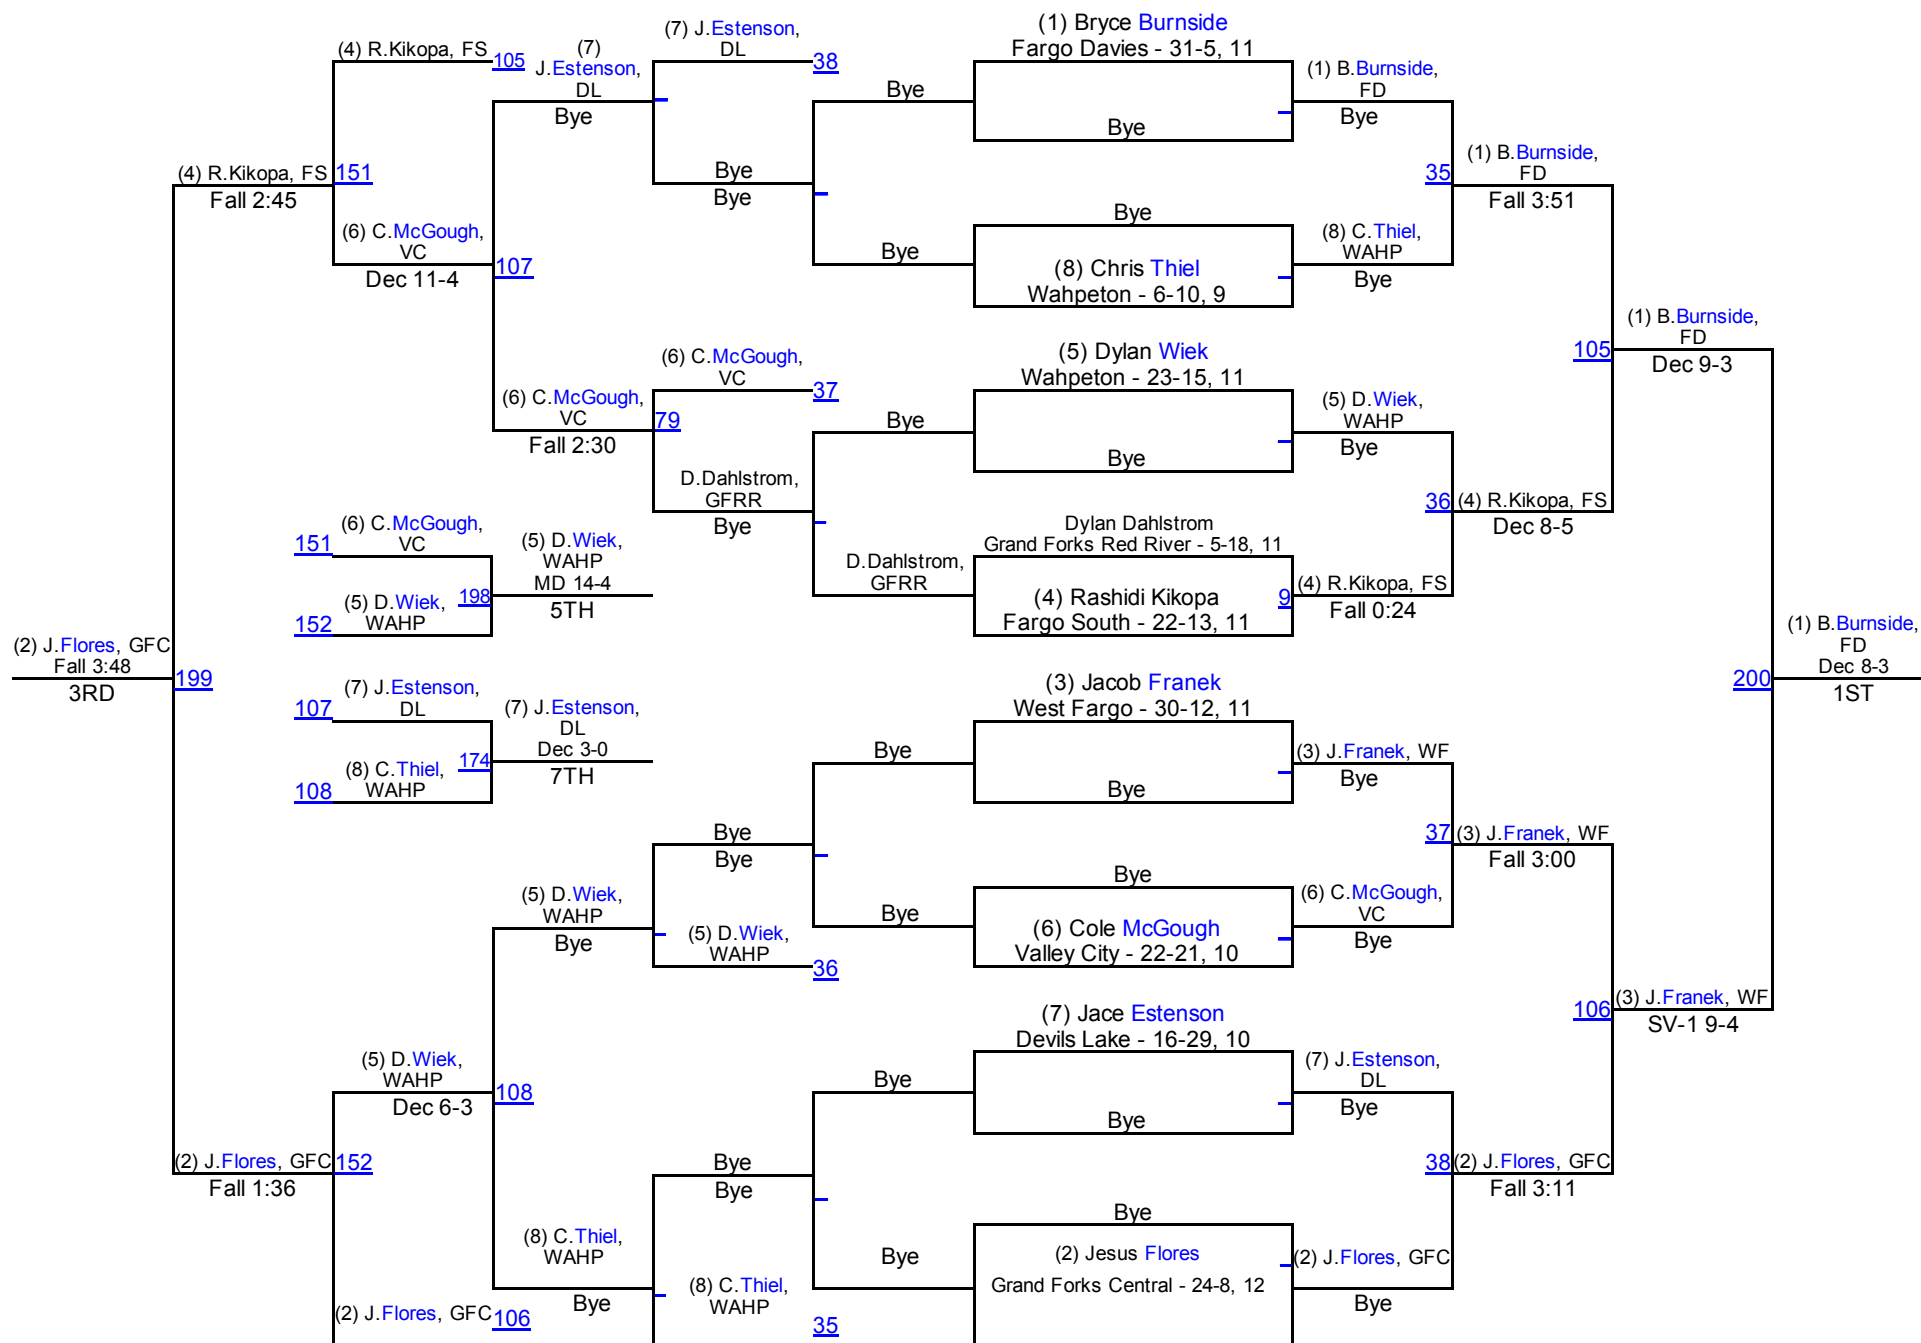 (1) Bryce Burnside
Fargo Davies - 31-5, 11
Bye
Bye
Bye
(8) Chris Thiel
Wahpeton - 6-10, 9
Bye
(5) Dylan Wiek
Wahpeton - 23-15, 11
Bye
Bye
Dylan Dahlstrom
Grand Forks Red River - 5-18, 11
D.Dahlstrom,
GFRR
(4) Rashidi Kikopa
Fargo South - 22-13, 11
9
(3) Jacob Franek
West Fargo - 30-12, 11
Bye
Bye
Bye
(6) Cole McGough
Valley City - 22-21, 10
Bye
(7) Jace Estenson
Devils Lake - 16-29, 10
Bye
Bye
Bye
(2) Jesus Flores
Grand Forks Central - 24-8, 12
Bye
(1) B.Burnside,
FD
Bye
35
(8) C.Thiel,
WAHP
Bye
(5) D.Wiek,
WAHP
Bye
36
(4) R.Kikopa, FS
Fall 0:24
(3) J.Franek, WF
Bye
37
(6) C.McGough,
VC
Bye
(7) J.Estenson,
DL
Bye
38
(2) J.Flores, GFC
Bye
(1) B.Burnside,
FD
Fall 3:51
105
(4) R.Kikopa, FS
Dec 8-5
(3) J.Franek, WF
Fall 3:00
106
(2) J.Flores, GFC
Fall 3:11
(1) B.Burnside,
FD
Dec 9-3
200
(3) J.Franek, WF
SV-1 9-4
(1) B.Burnside,
FD
Dec 8-3
1ST
(7) J.Estenson,
DL
38
Bye
Bye
(6) C.McGough,
VC
37
D.Dahlstrom,
GFRR
Bye
Bye
Bye
(5) D.Wiek,
WAHP
36
Bye
Bye
(8) C.Thiel,
WAHP
35
(7)
J.Estenson,
DL
Bye
(6) C.McGough,
VC
79
Fall 2:30
(5) D.Wiek,
WAHP
Bye
(8) C.Thiel,
WAHP
Bye
(4) R.Kikopa, FS
105
(6) C.McGough,
VC
107
Dec 11-4
(5) D.Wiek,
WAHP
108
Dec 6-3
(2) J.Flores, GFC
106
(4) R.Kikopa, FS
151
Fall 2:45
(2) J.Flores, GFC
152
Fall 1:36
(2) J.Flores, GFC
Fall 3:48
199
3RD
(6) C.McGough,
VC
151
(5) D.Wiek,
WAHP
152
198
(5) D.Wiek,
WAHP
MD 14-4
5TH
(7) J.Estenson,
DL
107
(8) C.Thiel,
WAHP
108
174
(7) J.Estenson,
DL
Dec 3-0
7TH